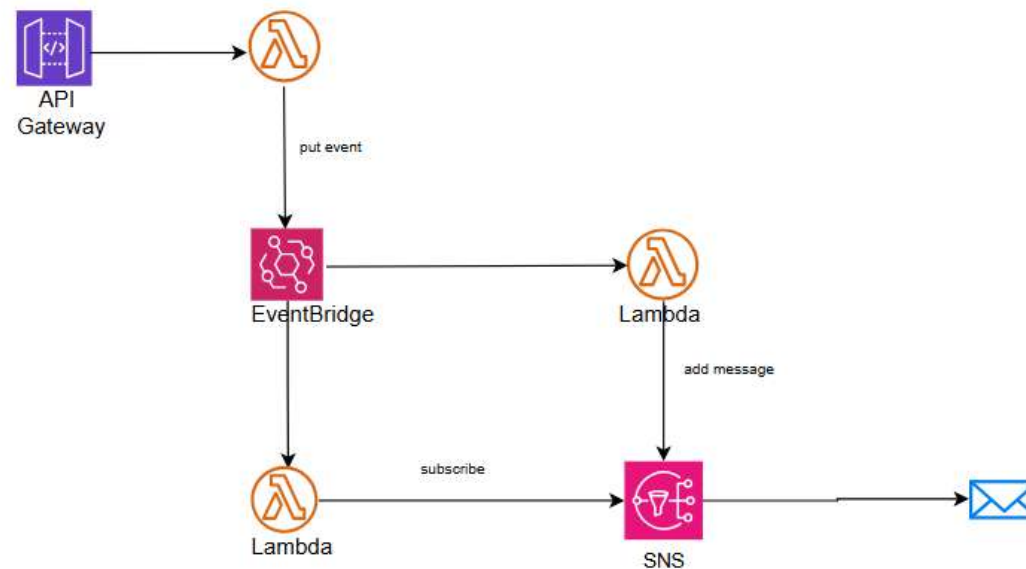 API
Gateway
put event
EventBridge
Lambda
add message
subscribe
Lambda
SNS